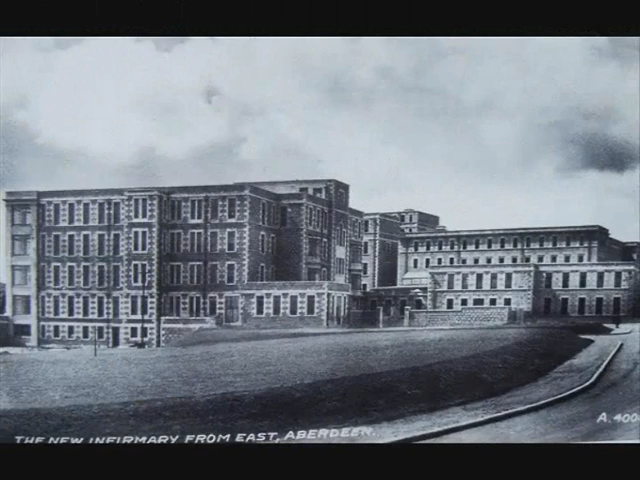 THE NEW INFIRMARY FROM EAST, ABERDEEN.
A. 400